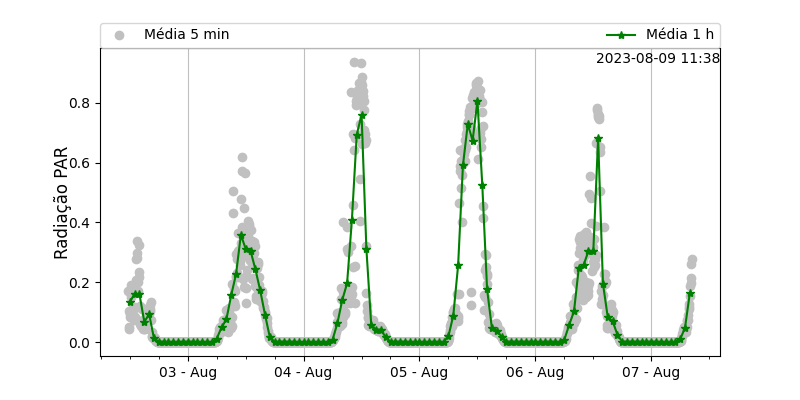 Média 5 min
Média 1 h
2023-08-09 11:38
Radiação PAR
0.8
0.6
0.4
0.2
0.0
03 - Aug
04 - Aug
05 - Aug
06 - Aug
07 - Aug